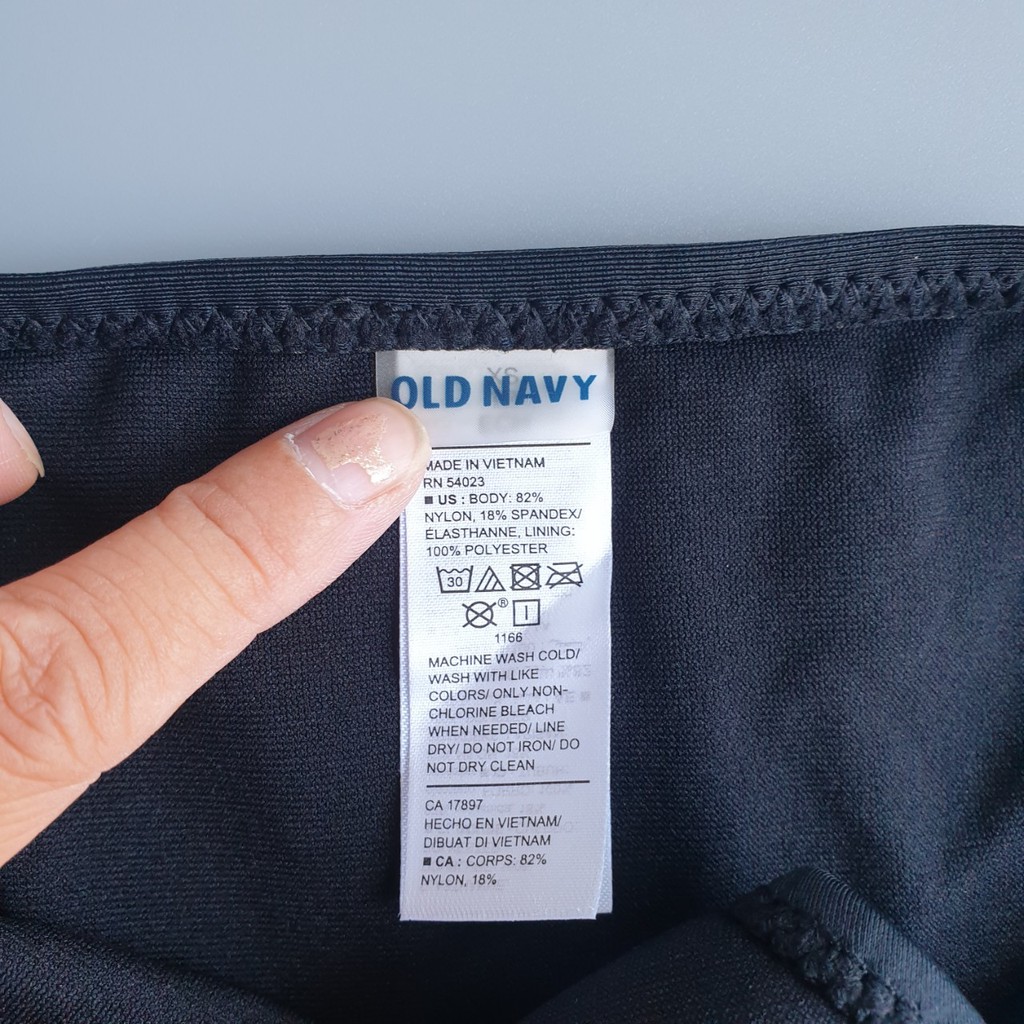 OLD NAVY
MADE IN VIETNAM
RN 54023
■ US : BODY: 82%
NYLON, 18% SPANDEX/
ÉLASTHANNE, LINING:
100% POLYESTER
30
® I
1166
MACHINE WASH COLD/
WASH WITH LIKE
COLORS/ ONLY NON-
CHLORINE BLEACH
WHEN NEEDED/ LINE
DRY/ DO NOT IRON/ DO
NOT DRY CLEAN
CA 17897
HECHO EN VIETNAM/
DIBUAT DI VIETNAM
■ CA : CORPS: 82%
NYLON, 18%